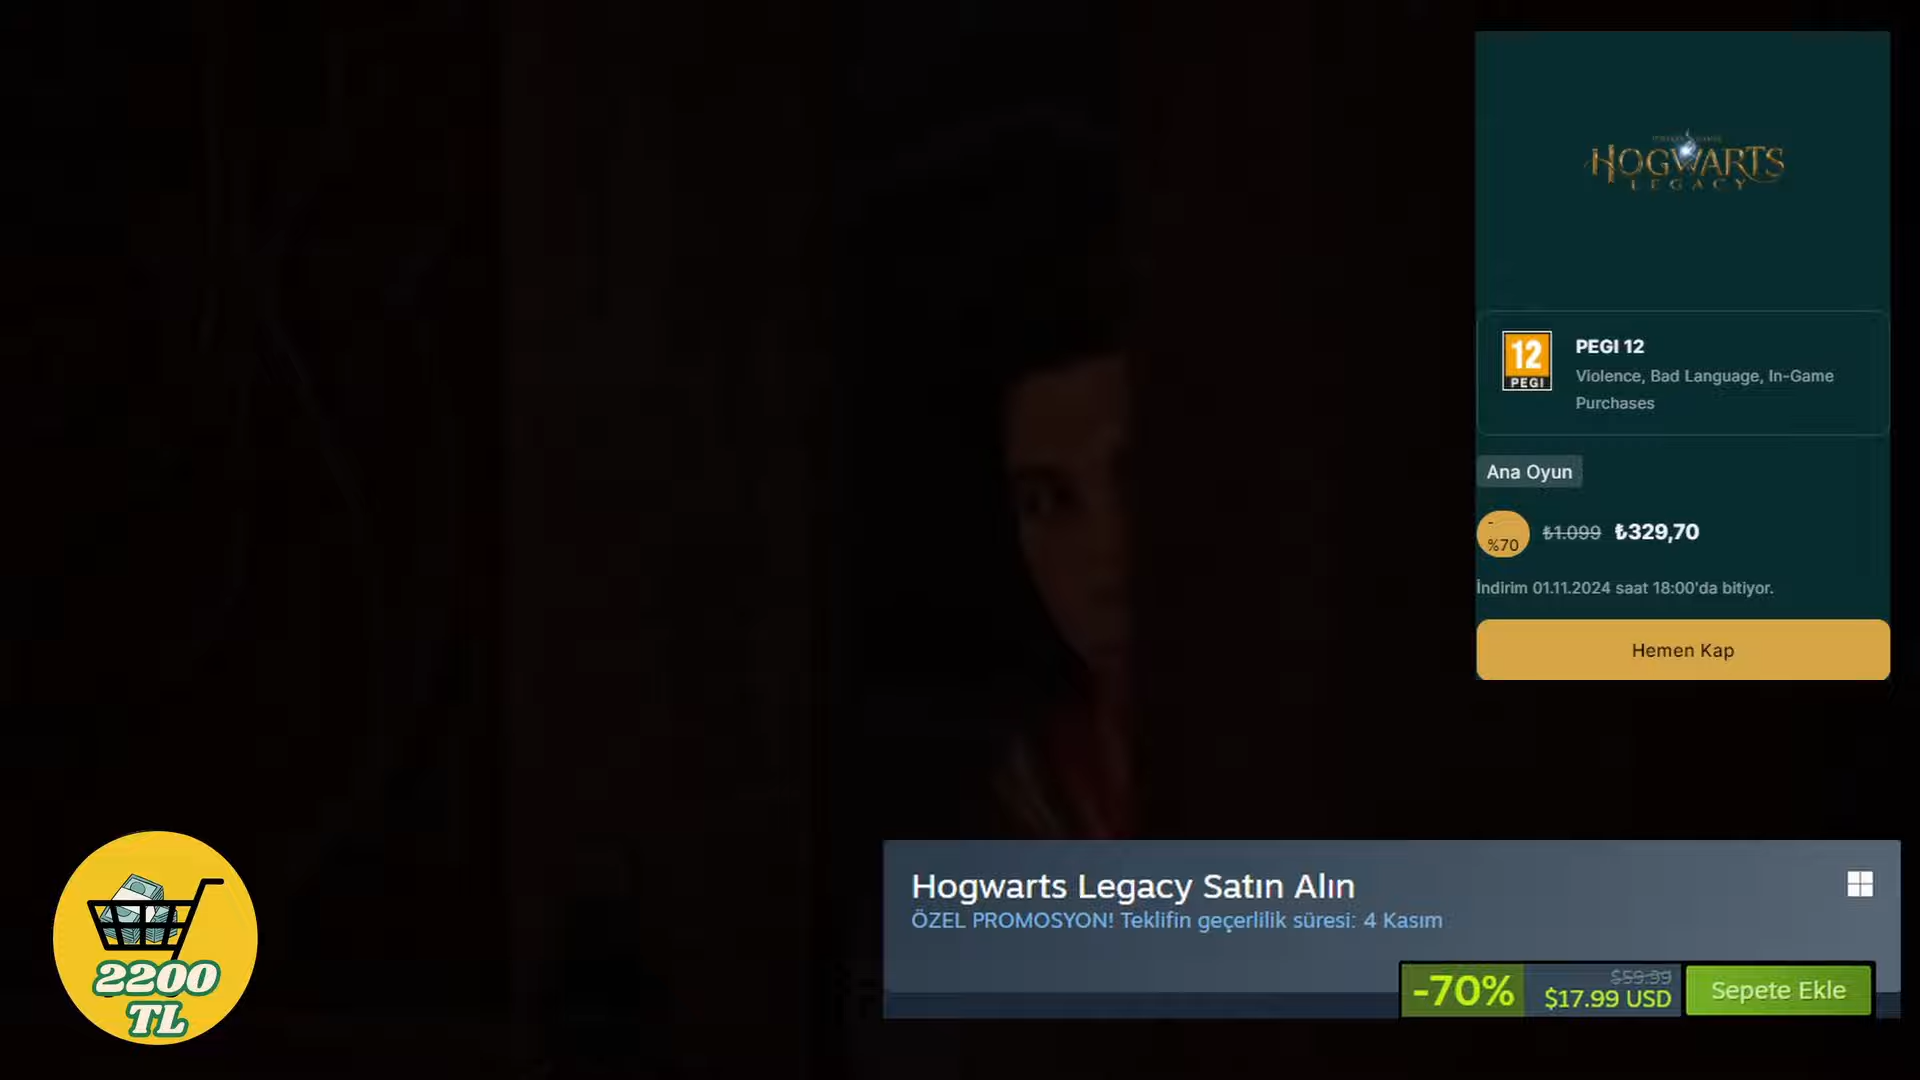 HOGWARTS
LEGACY
12
PEGI
PEGI 12
Violence, Bad Language, In-Game
Purchases
Ana Oyun
-
%70
₺1.099 ₺329,70
İndirim 01.11.2024 saat 18:00'da bitiyor.
Hemen Kap
Hogwarts Legacy Satın Alın
ÖZEL PROMOSYON! Teklifin geçerlilik süresi: 4 Kasım
-70%
$59.99
$17.99 USD
Sepete Ekle
2200
TL